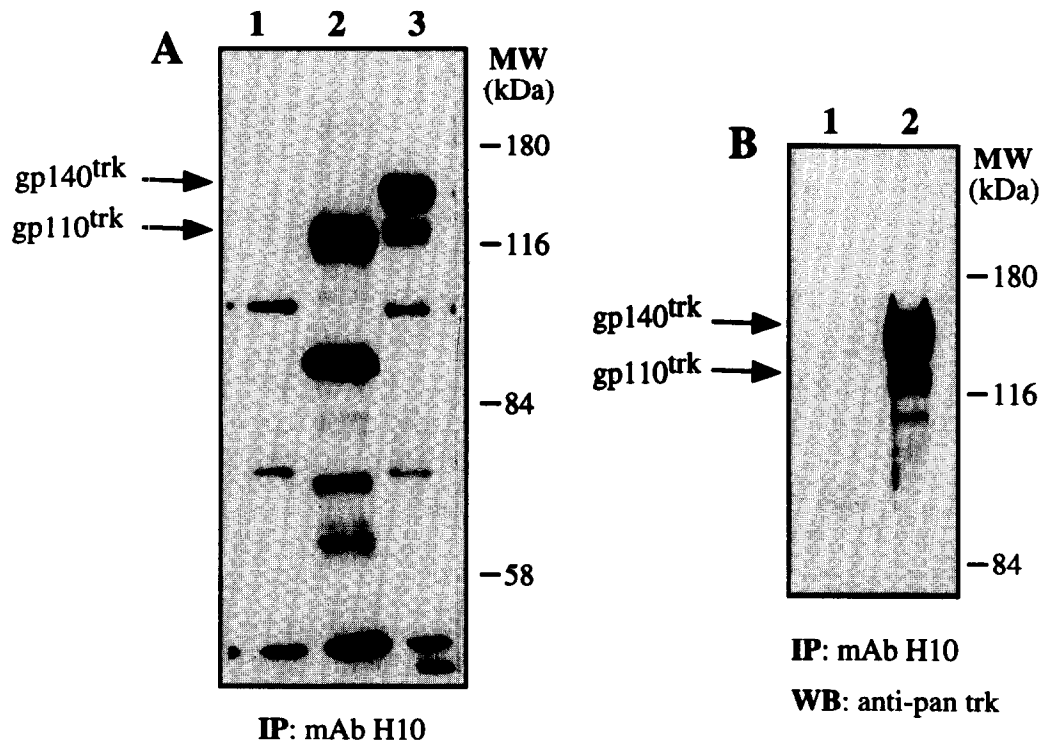 A
1 2 3
MW
(kDa)
–180
gp140trk
gp110trk
–116
–84
–58
IP: mAb H10
B
1 2
MW
(kDa)
–180
gp140trk
gp110trk
–116
–84
IP: mAb H10
WB: anti-pan trk